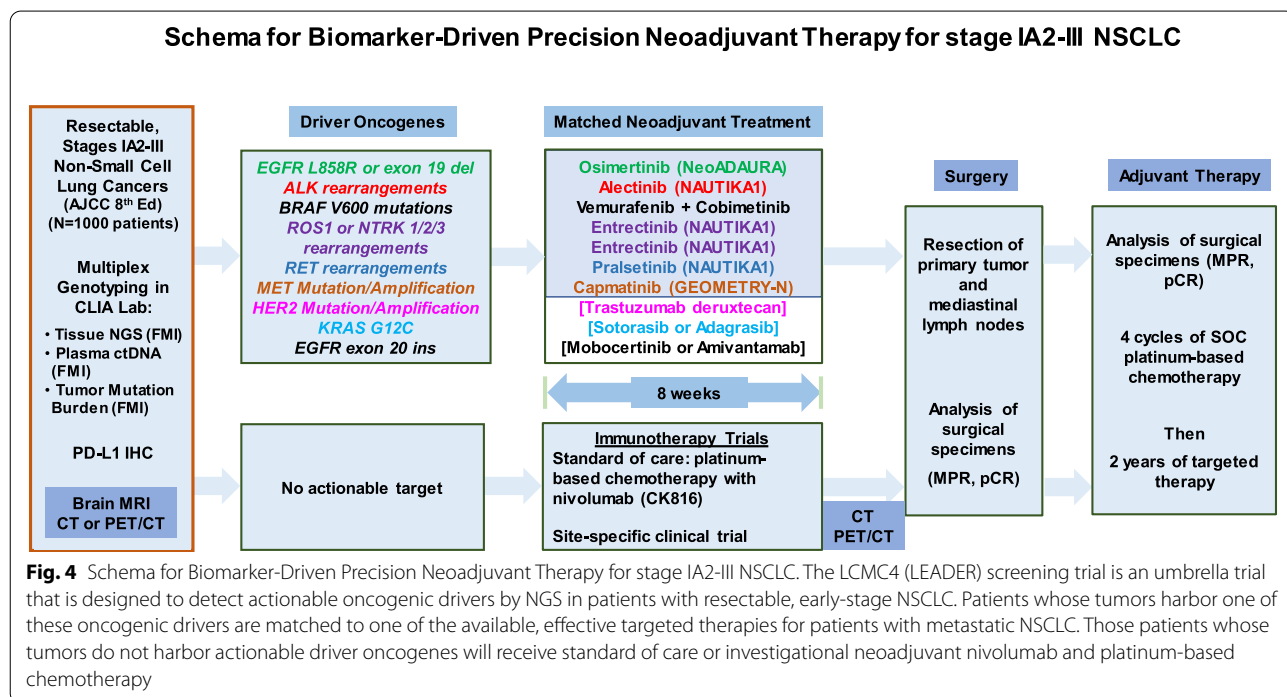 Schema for Biomarker-Driven Precision Neoadjuvant Therapy for stage IA2-III NSCLC
Resectable,
Stages IA2-III
Non-Small Cell
Lung Cancers
(AJCC 8th Ed)
(N=1000 patients)
Multiplex
Genotyping in
CLIA Lab:
• Tissue NGS (FMI)
• Plasma ctDNA
(FMI)
• Tumor Mutation
Burden (FMI)
PD-L1 IHC
Brain MRI
CT or PET/CT
Driver Oncogenes
EGFR L858R or exon 19 del
ALK rearrangements
BRAF V600 mutations
ROS1 or NTRK 1/2/3
rearrangements
RET rearrangements
MET Mutation/Amplification
HER2 Mutation/Amplification
KRAS G12C
EGFR exon 20 ins
No actionable target
Matched Neoadjuvant Treatment
Osimertinib (NeoADAURA)
Alectinib (NAUTIKA1)
Vemurafenib + Cobimetinib
Entrectinib (NAUTIKA1)
Entrectinib (NAUTIKA1)
Pralsetinib (NAUTIKA1)
Capmatinib (GEOMETRY-N)
[Trastuzumab deruxtecan]
[Sotorasib or Adagrasib]
[Mobocertinib or Amivantamab]
8 weeks
Immunotherapy Trials
Standard of care: platinum-
based chemotherapy with
nivolumab (CK816)
Site-specific clinical trial
CT
PET/CT
Surgery
Resection of
primary tumor
and
mediastinal
lymph nodes
Analysis of
surgical
specimens
(MPR, pCR)
Adjuvant Therapy
Analysis of surgical
specimens (MPR,
pCR)
4 cycles of SOC
platinum-based
chemotherapy
Then
2 years of targeted
therapy
Fig. 4 Schema for Biomarker-Driven Precision Neoadjuvant Therapy for stage IA2-III NSCLC. The LCMC4 (LEADER) screening trial is an umbrella trial
that is designed to detect actionable oncogenic drivers by NGS in patients with resectable, early-stage NSCLC. Patients whose tumors harbor one of
these oncogenic drivers are matched to one of the available, effective targeted therapies for patients with metastatic NSCLC. Those patients whose
tumors do not harbor actionable driver oncogenes will receive standard of care or investigational neoadjuvant nivolumab and platinum-based
chemotherapy